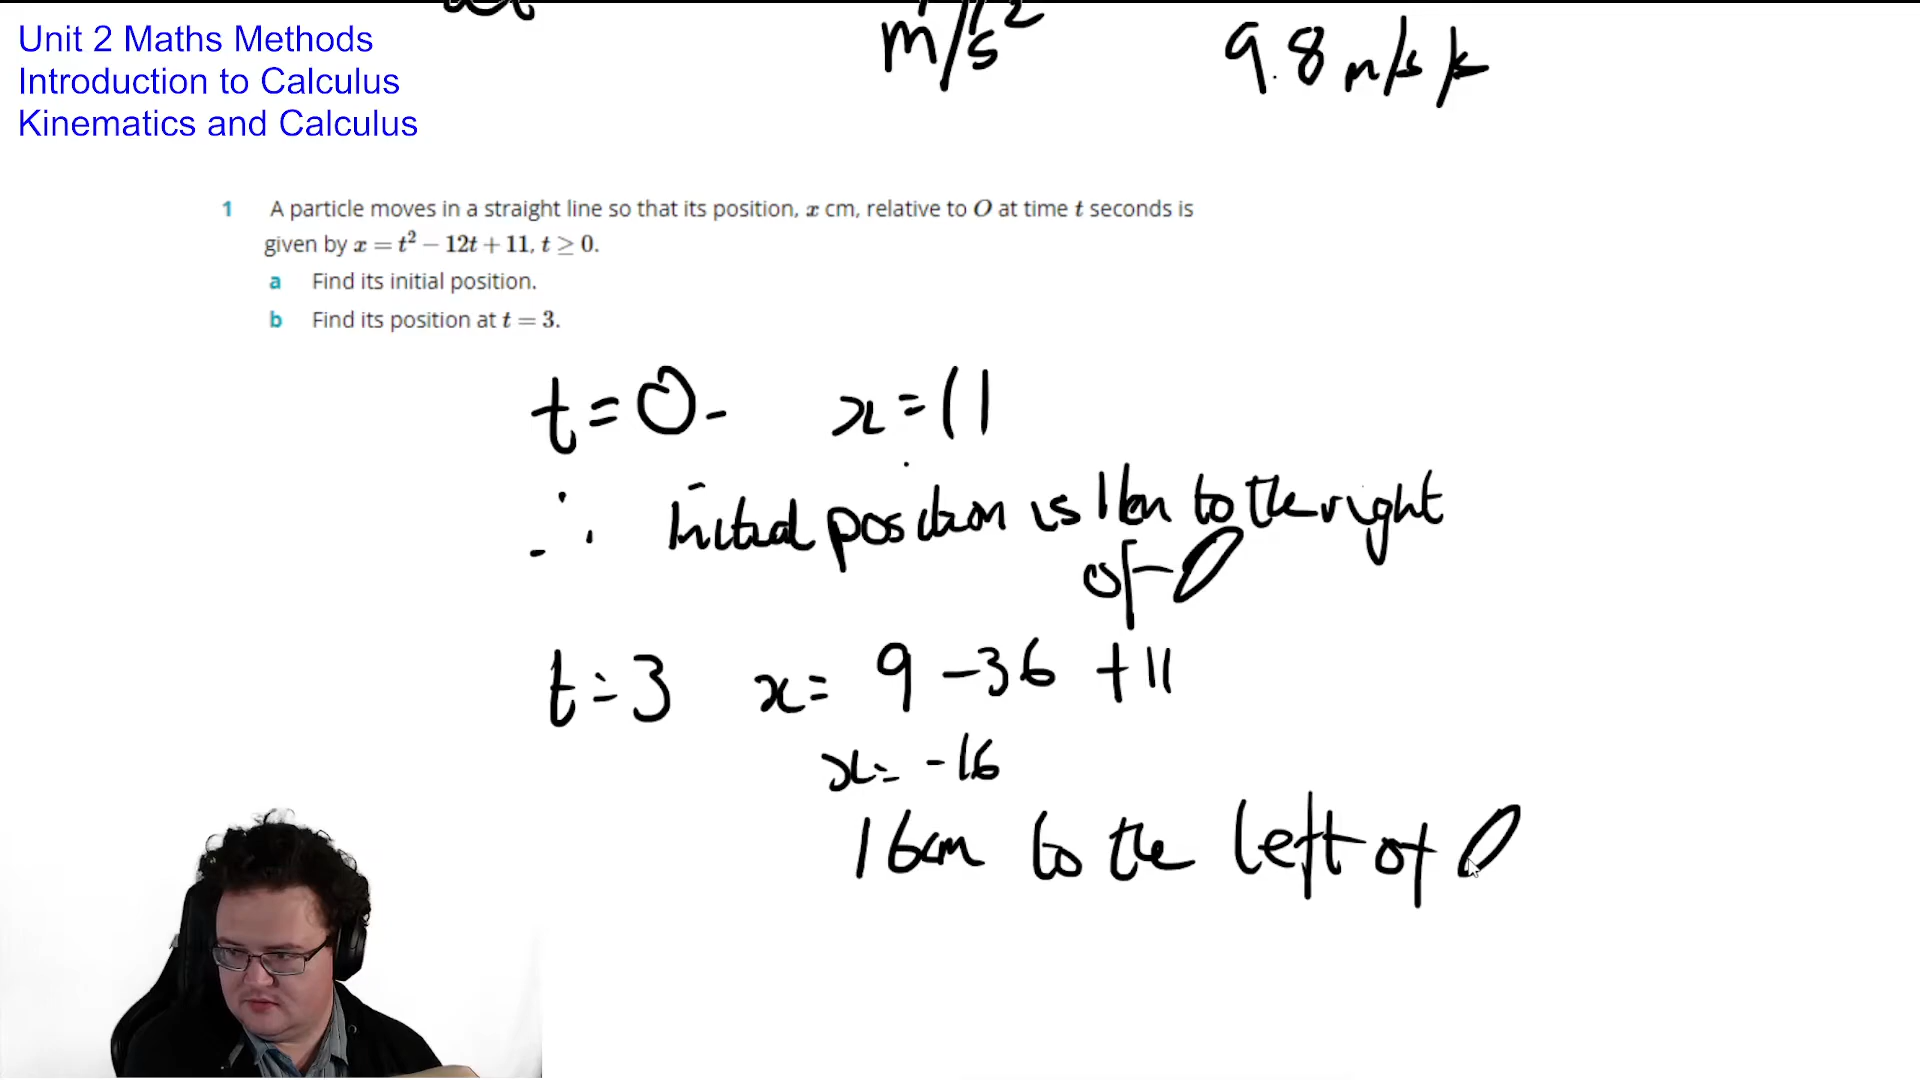 Unit 2 Maths Methods
Introduction to Calculus
Kinematics and Calculus
m/s² 9.8 m/s/s
1 A particle moves in a straight line so that its position, x cm, relative to O at time t seconds is
given by x = t² − 12t + 11, t ≥ 0.
a Find its initial position.
b Find its position at t = 3.
t=0- x=11
∴ Initial position is 11cm to the right
of O
t=3 x= 9 -36 +11
x= -16
16cm to the left of O